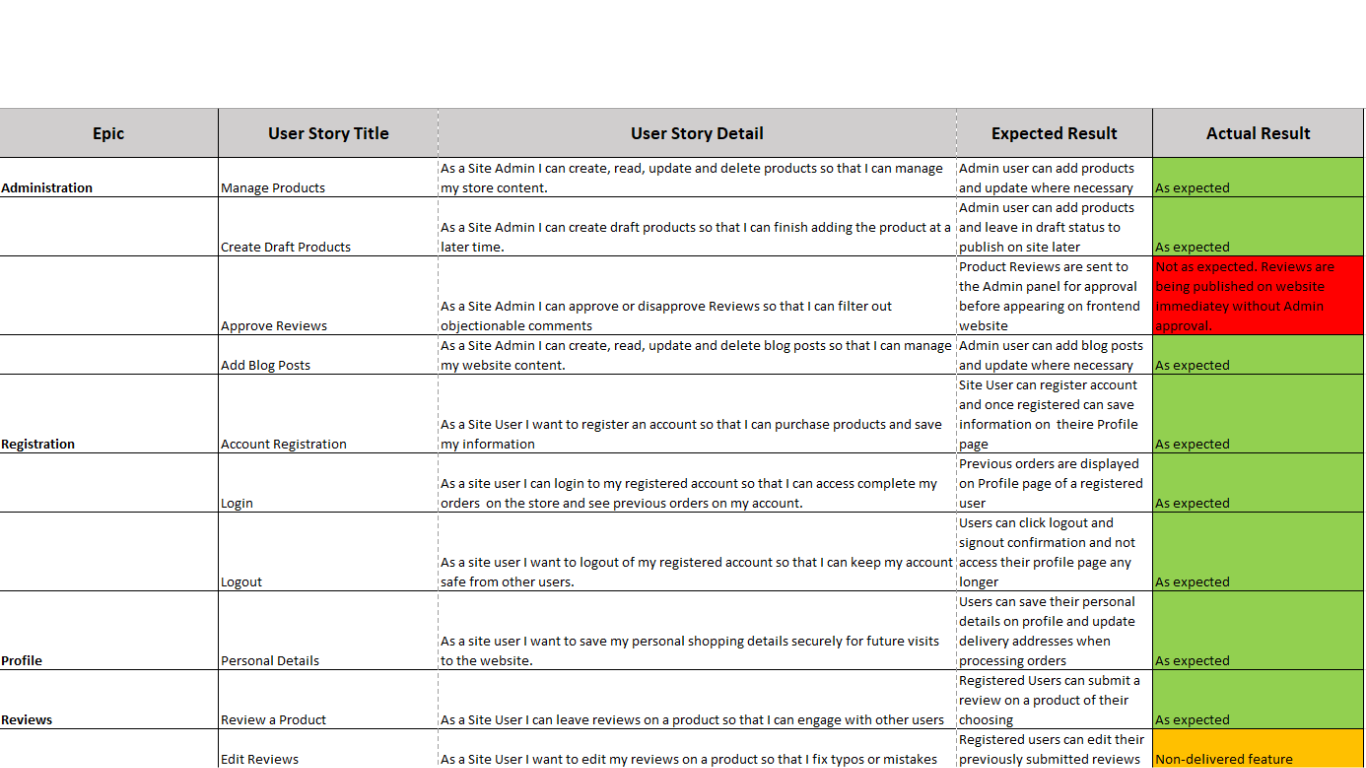 Epic User Story Title User Story Detail Expected Result Actual Result
As a Site Admin I can create, read, update and delete products so that I can manage Admin user can add products
Administration Manage Products my store content. and update where necessary As expected
Admin user can add products
As a Site Admin I can create draft products so that I can finish adding the product at a and leave in draft status to
Create Draft Products later time. publish on site later As expected
Product Reviews are sent to Not as expected. Reviews are
the Admin panel for approval being published on website
As a Site Admin I can approve or disapprove Reviews so that I can filter out before appearing on frontend immediatey without Admin
Approve Reviews objectionable comments website approval.
As a Site Admin I can create, read, update and delete blog posts so that I can manage Admin user can add blog posts
Add Blog Posts my website content. and update where necessary As expected
Site User can register account
and once registered can save
As a Site User I want to register an account so that I can purchase products and save information on  theire Profile
Registration Account Registration my information page As expected
Previous orders are displayed
As a site user I can login to my registered account so that I can access complete my on Profile page of a registered
Login orders  on the store and see previous orders on my account. user As expected
Users can click logout and
signout confirmation and not
As a site user I want to logout of my registered account so that I can keep my account access their profile page any
Logout safe from other users. longer As expected
Users can save their personal
details on profile and update
As a site user I want to save my personal shopping details securely for future visits delivery addresses when
Profile Personal Details to the website. processing orders As expected
Registered Users can submit a
review on a product of their
Reviews Review a Product As a Site User I can leave reviews on a product so that I can engage with other users choosing As expected
Registered users can edit their
Edit Reviews As a Site User I want to edit my reviews on a product so that I fix typos or mistakes previously submitted reviews Non-delivered feature